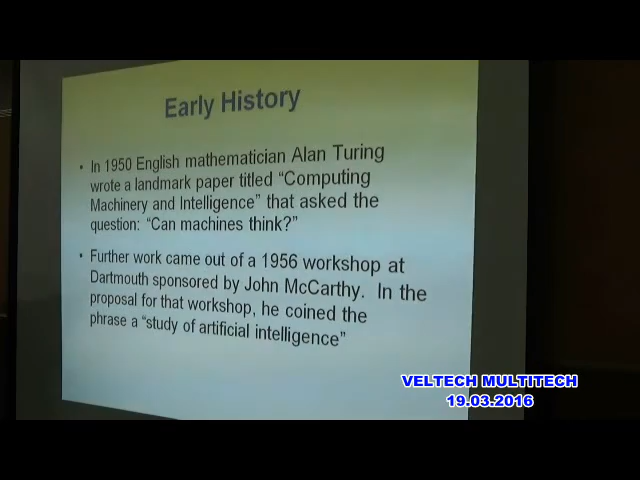 Early History
• In 1950 English mathematician Alan Turing
wrote a landmark paper titled “Computing
Machinery and Intelligence” that asked the
question: “Can machines think?”
• Further work came out of a 1956 workshop at
Dartmouth sponsored by John McCarthy. In the
proposal for that workshop, he coined the
phrase a “study of artificial intelligence”
VELTECH MULTITECH
19.03.2016